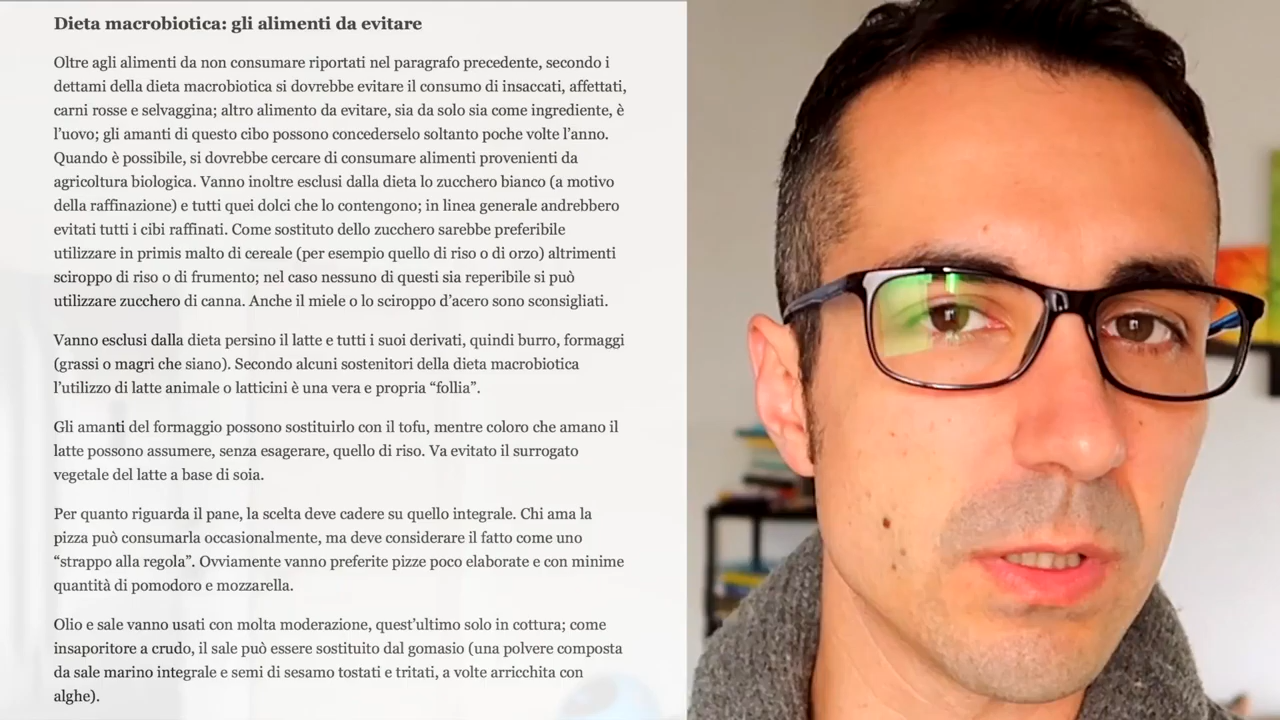 Dieta macrobiotica: gli alimenti da evitare
Oltre agli alimenti da non consumare riportati nel paragrafo precedente, secondo i
dettami della dieta macrobiotica si dovrebbe evitare il consumo di insaccati, affettati,
carni rosse e selvaggina; altro alimento da evitare, sia da solo sia come ingrediente, è
l’uovo; gli amanti di questo cibo possono concederselo soltanto poche volte l’anno.
Quando è possibile, si dovrebbe cercare di consumare alimenti provenienti da
agricoltura biologica. Vanno inoltre esclusi dalla dieta lo zucchero bianco (a motivo
della raffinazione) e tutti quei dolci che lo contengono; in linea generale andrebbero
evitati tutti i cibi raffinati. Come sostituto dello zucchero sarebbe preferibile
utilizzare in primis malto di cereale (per esempio quello di riso o di orzo) altrimenti
sciroppo di riso o di frumento; nel caso nessuno di questi sia reperibile si può
utilizzare zucchero di canna. Anche il miele o lo sciroppo d’acero sono sconsigliati.
Vanno esclusi dalla dieta persino il latte e tutti i suoi derivati, quindi burro, formaggi
(grassi o magri che siano). Secondo alcuni sostenitori della dieta macrobiotica
l’utilizzo di latte animale o latticini è una vera e propria “follia”.
Gli amanti del formaggio possono sostituirlo con il tofu, mentre coloro che amano il
latte possono assumere, senza esagerare, quello di riso. Va evitato il surrogato
vegetale del latte a base di soia.
Per quanto riguarda il pane, la scelta deve cadere su quello integrale. Chi ama la
pizza può consumarla occasionalmente, ma deve considerare il fatto come uno
“strappo alla regola”. Ovviamente vanno preferite pizze poco elaborate e con minime
quantità di pomodoro e mozzarella.
Olio e sale vanno usati con molta moderazione, quest’ultimo solo in cottura; come
insaporitore a crudo, il sale può essere sostituito dal gomasio (una polvere composta
da sale marino integrale e semi di sesamo tostati e tritati, a volte arricchita con
alghe).